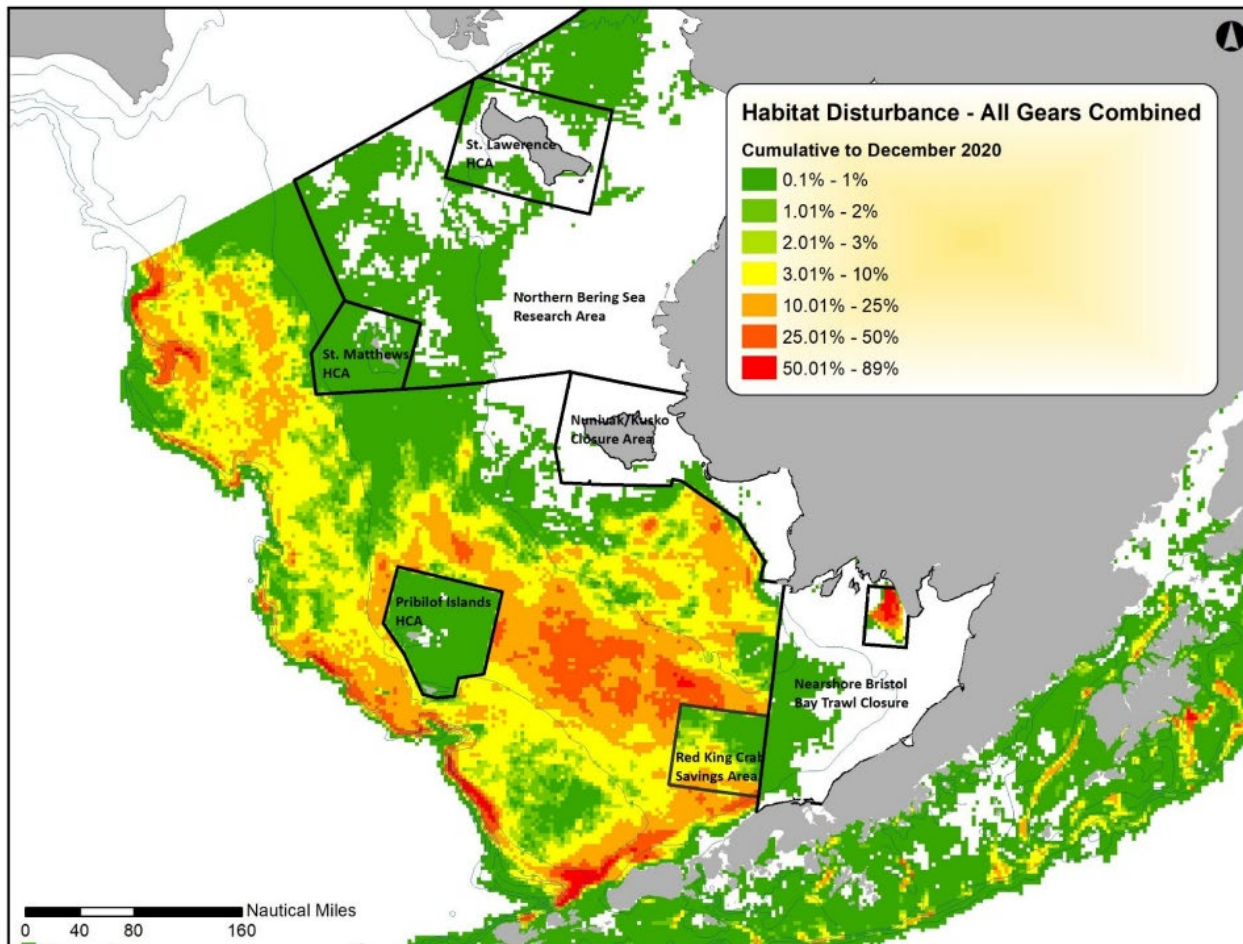 Habitat Disturbance - All Gears Combined
Cumulative to December 2020
0.1% - 1%
1.01% - 2%
2.01% - 3%
3.01% - 10%
10.01% - 25%
25.01% - 50%
50.01% - 89%
St. Lawerence
HCA
Northern Bering Sea
Research Area
St. Matthews
HCA
Nunivak/Kusko
Closure Area
Pribilof Islands
HCA
Nearshore Bristol
Bay Trawl Closure
Red King Crab
Savings Area
Nautical Miles
0 40 80 160